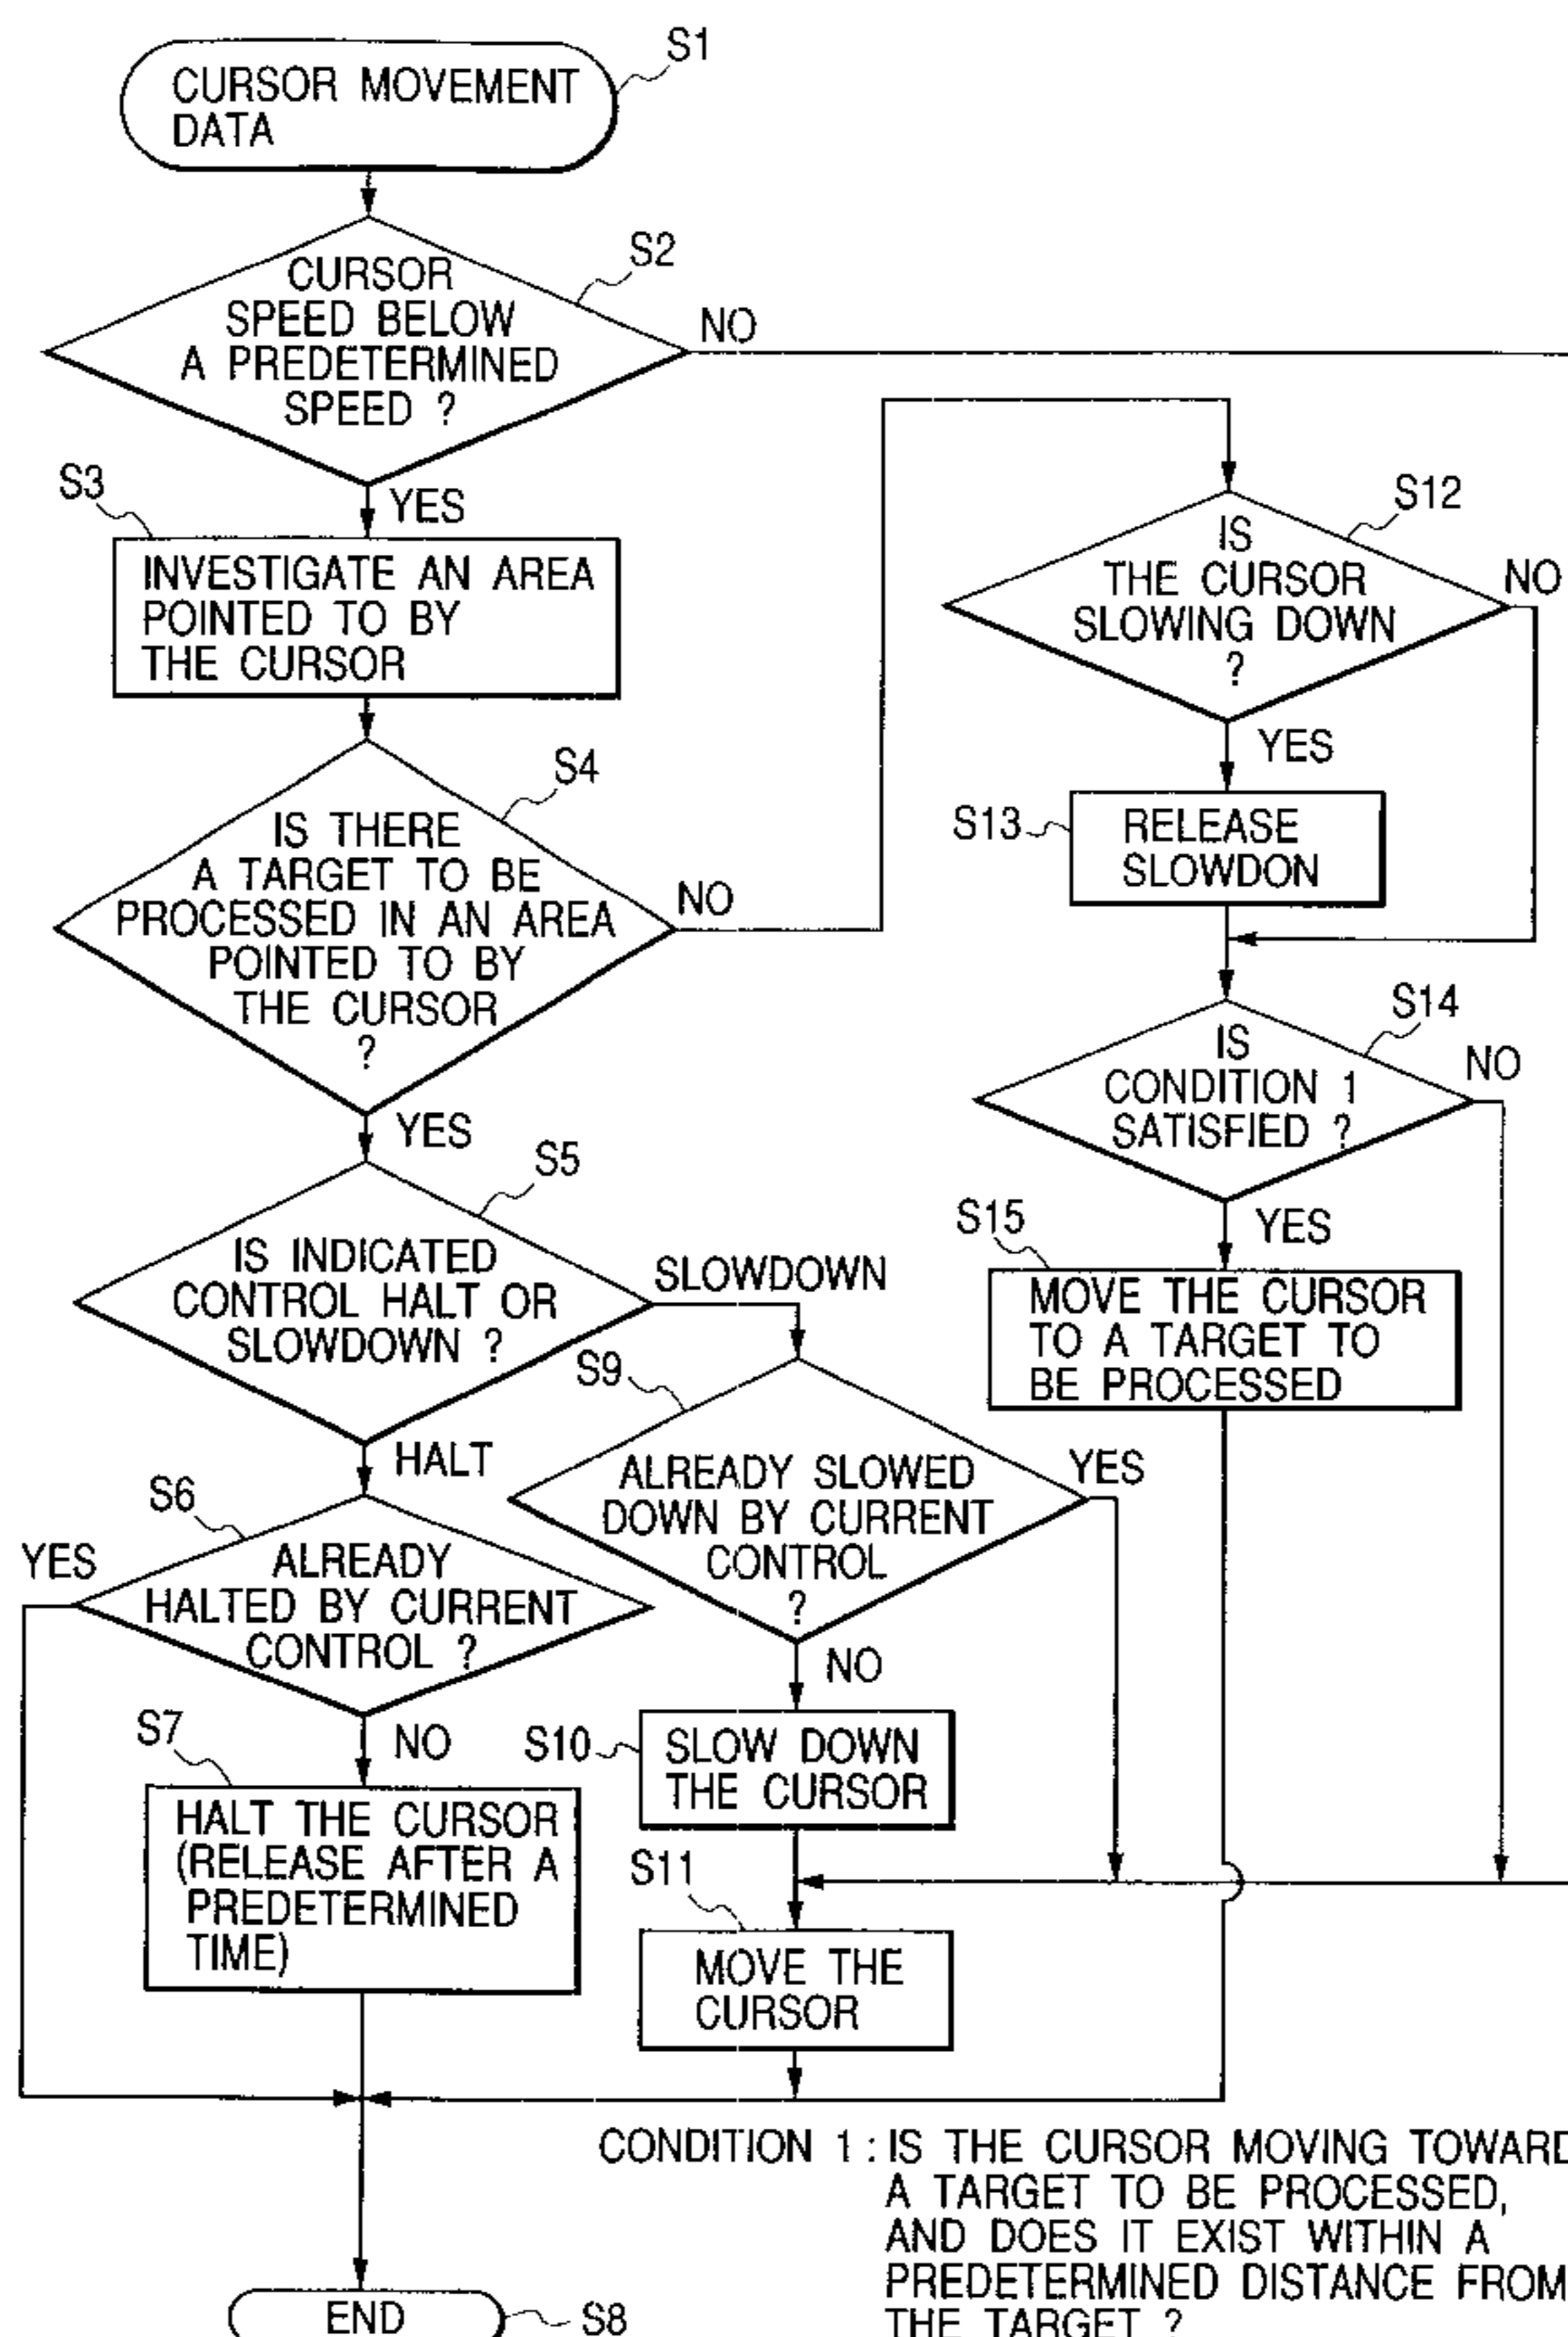 S1
CURSOR MOVEMENT
DATA
S2
CURSOR
SPEED BELOW
A PREDETERMINED
SPEED ?
NO
YES
S3
INVESTIGATE AN AREA
POINTED TO BY
THE CURSOR
S4
IS THERE
A TARGET TO BE
PROCESSED IN AN AREA
POINTED TO BY
THE CURSOR
?
NO
YES
S5
IS INDICATED
CONTROL HALT OR
SLOWDOWN ?
SLOWDOWN
HALT
S6
YES
ALREADY
HALTED BY CURRENT
CONTROL ?
NO
S7
HALT THE CURSOR
(RELEASE AFTER A
PREDETERMINED
TIME)
S9
ALREADY SLOWED
DOWN BY CURRENT
CONTROL
?
YES
NO
S10
SLOW DOWN
THE CURSOR
S11
MOVE THE
CURSOR
S12
IS
THE CURSOR
SLOWING DOWN
?
NO
YES
S13
RELEASE
SLOWDON
S14
IS
CONDITION 1
SATISFIED ?
NO
YES
S15
MOVE THE CURSOR
TO A TARGET TO
BE PROCESSED
END
S8
CONDITION 1 : IS THE CURSOR MOVING TOWARD
A TARGET TO BE PROCESSED,
AND DOES IT EXIST WITHIN A
PREDETERMINED DISTANCE FROM
THE TARGET ?